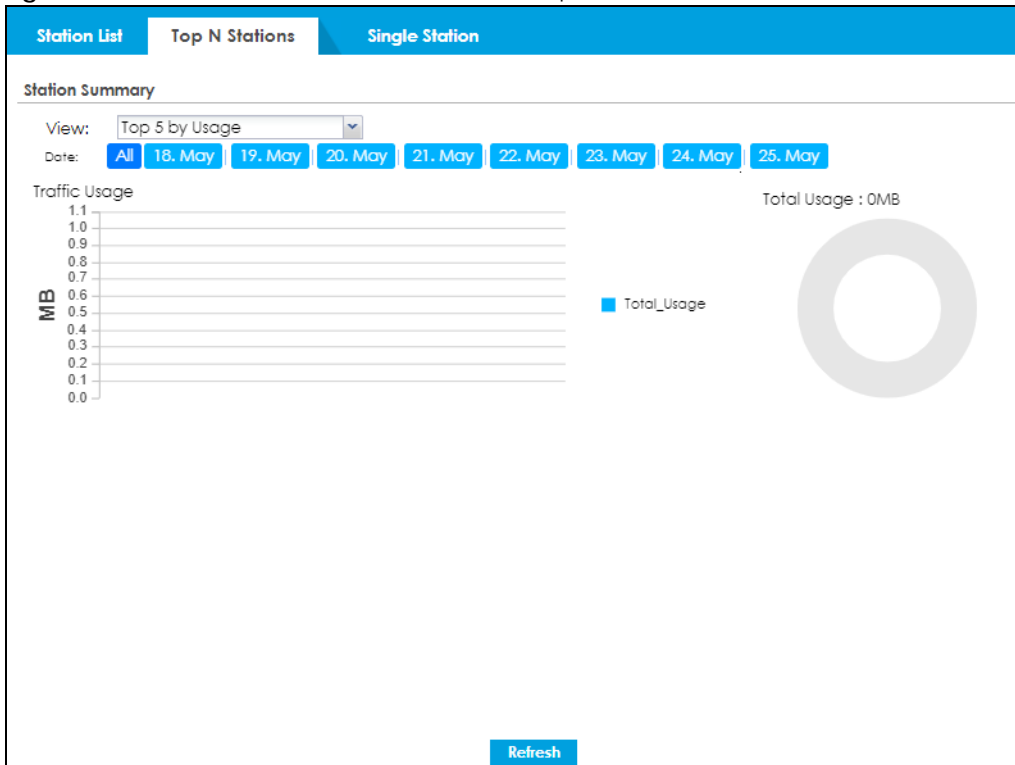 Station List Top N Stations Single Station
Station Summary
View: Top 5 by Usage
Date: All 18. May 19. May 20. May 21. May 22. May 23. May 24. May 25. May
Traffic Usage
Total Usage : 0MB
1.1
1.0
0.9
0.8
0.7
0.6
0.5
0.4
0.3
0.2
0.1
0.0
MB
Total_Usage
Refresh